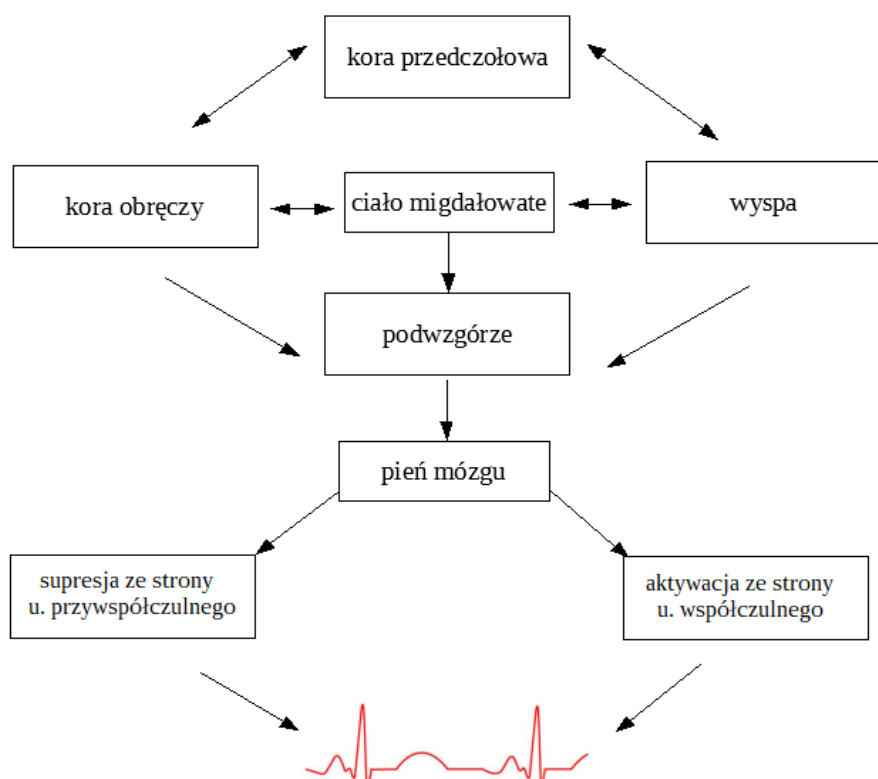 kora przedczołowa
kora obręczy
ciało migdałowate
wyspa
podwzgórze
pień mózgu
supresja ze strony
u. przywspółczulnego
aktywacja ze strony
u. współczulnego